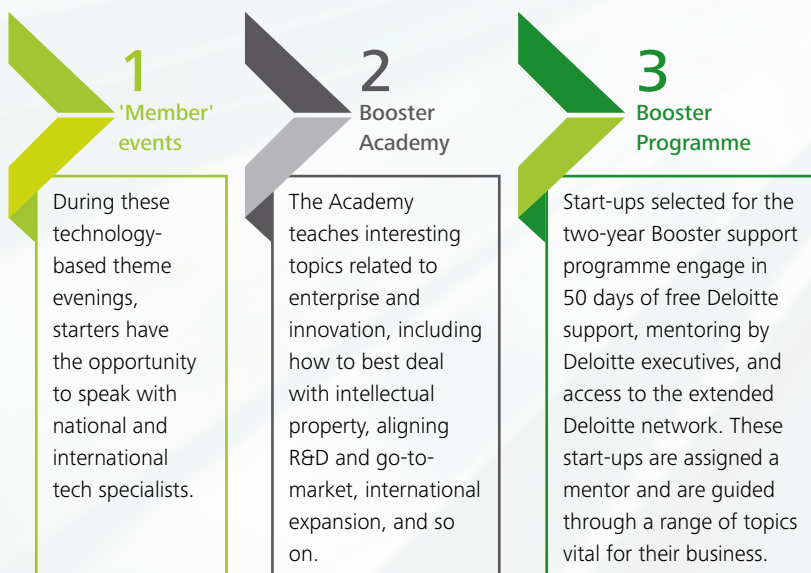 1
'Member'
events
During these
technology-
based theme
evenings,
starters have
the opportunity
to speak with
national and
international
tech specialists.
2
Booster
Academy
The Academy
teaches interesting
topics related to
enterprise and
innovation, including
how to best deal
with intellectual
property, aligning
R&D and go-to-
market, international
expansion, and so
on.
3
Booster
Programme
Start-ups selected for the
two-year Booster support
programme engage in
50 days of free Deloitte
support, mentoring by
Deloitte executives, and
access to the extended
Deloitte network. These
start-ups are assigned a
mentor and are guided
through a range of topics
vital for their business.